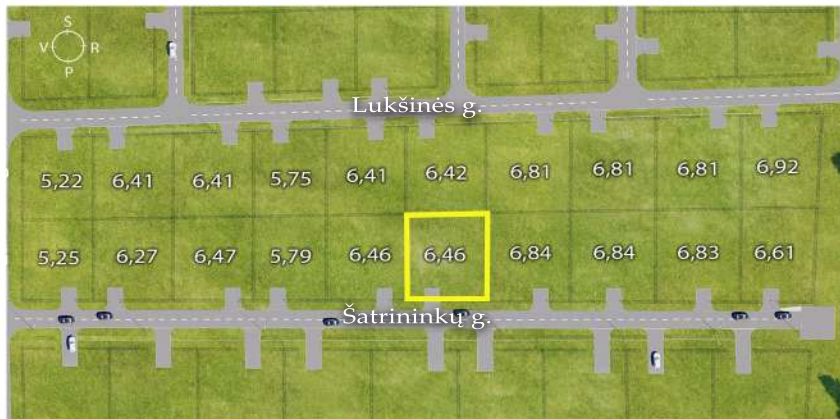 Š
V R
P
Lukšinės g.
5,22 6,41 6,41 5,75 6,41 6,42 6,81 6,81 6,81 6,92
5,25 6,27 6,47 5,79 6,46 6,46 6,84 6,84 6,83 6,61
Šatrininkų g.